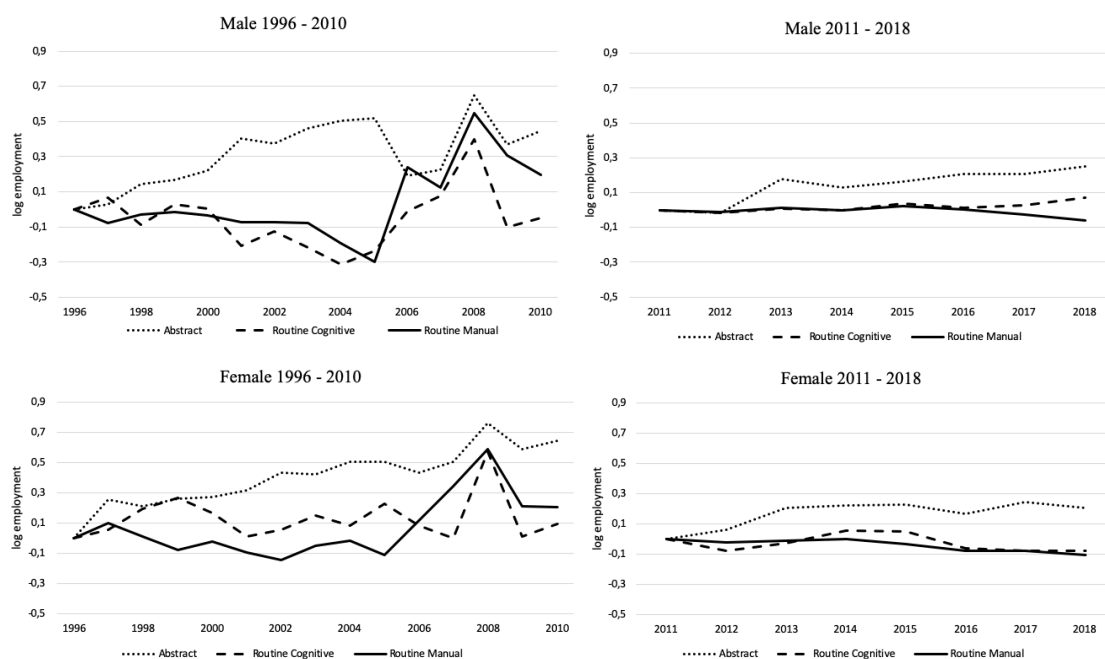 Male 1996 - 2010
0,9
0,7
0,5
0,3
0,1
-0,1
-0,3
-0,5
log employment
1996 1998 2000 2002 2004 2006 2008 2010
Abstract Routine Cognitive Routine Manual
Male 2011 - 2018
0,9
0,7
0,5
0,3
0,1
-0,1
-0,3
-0,5
log employment
2011 2012 2013 2014 2015 2016 2017 2018
Abstract Routine Cognitive Routine Manual
Female 1996 - 2010
0,9
0,7
0,5
0,3
0,1
-0,1
-0,3
-0,5
log employment
1996 1998 2000 2002 2004 2006 2008 2010
Abstract Routine Cognitive Routine Manual
Female 2011 - 2018
0,9
0,7
0,5
0,3
0,1
-0,1
-0,3
-0,5
log employment
2011 2012 2013 2014 2015 2016 2017 2018
Abstract Routine Cognitive Routine Manual